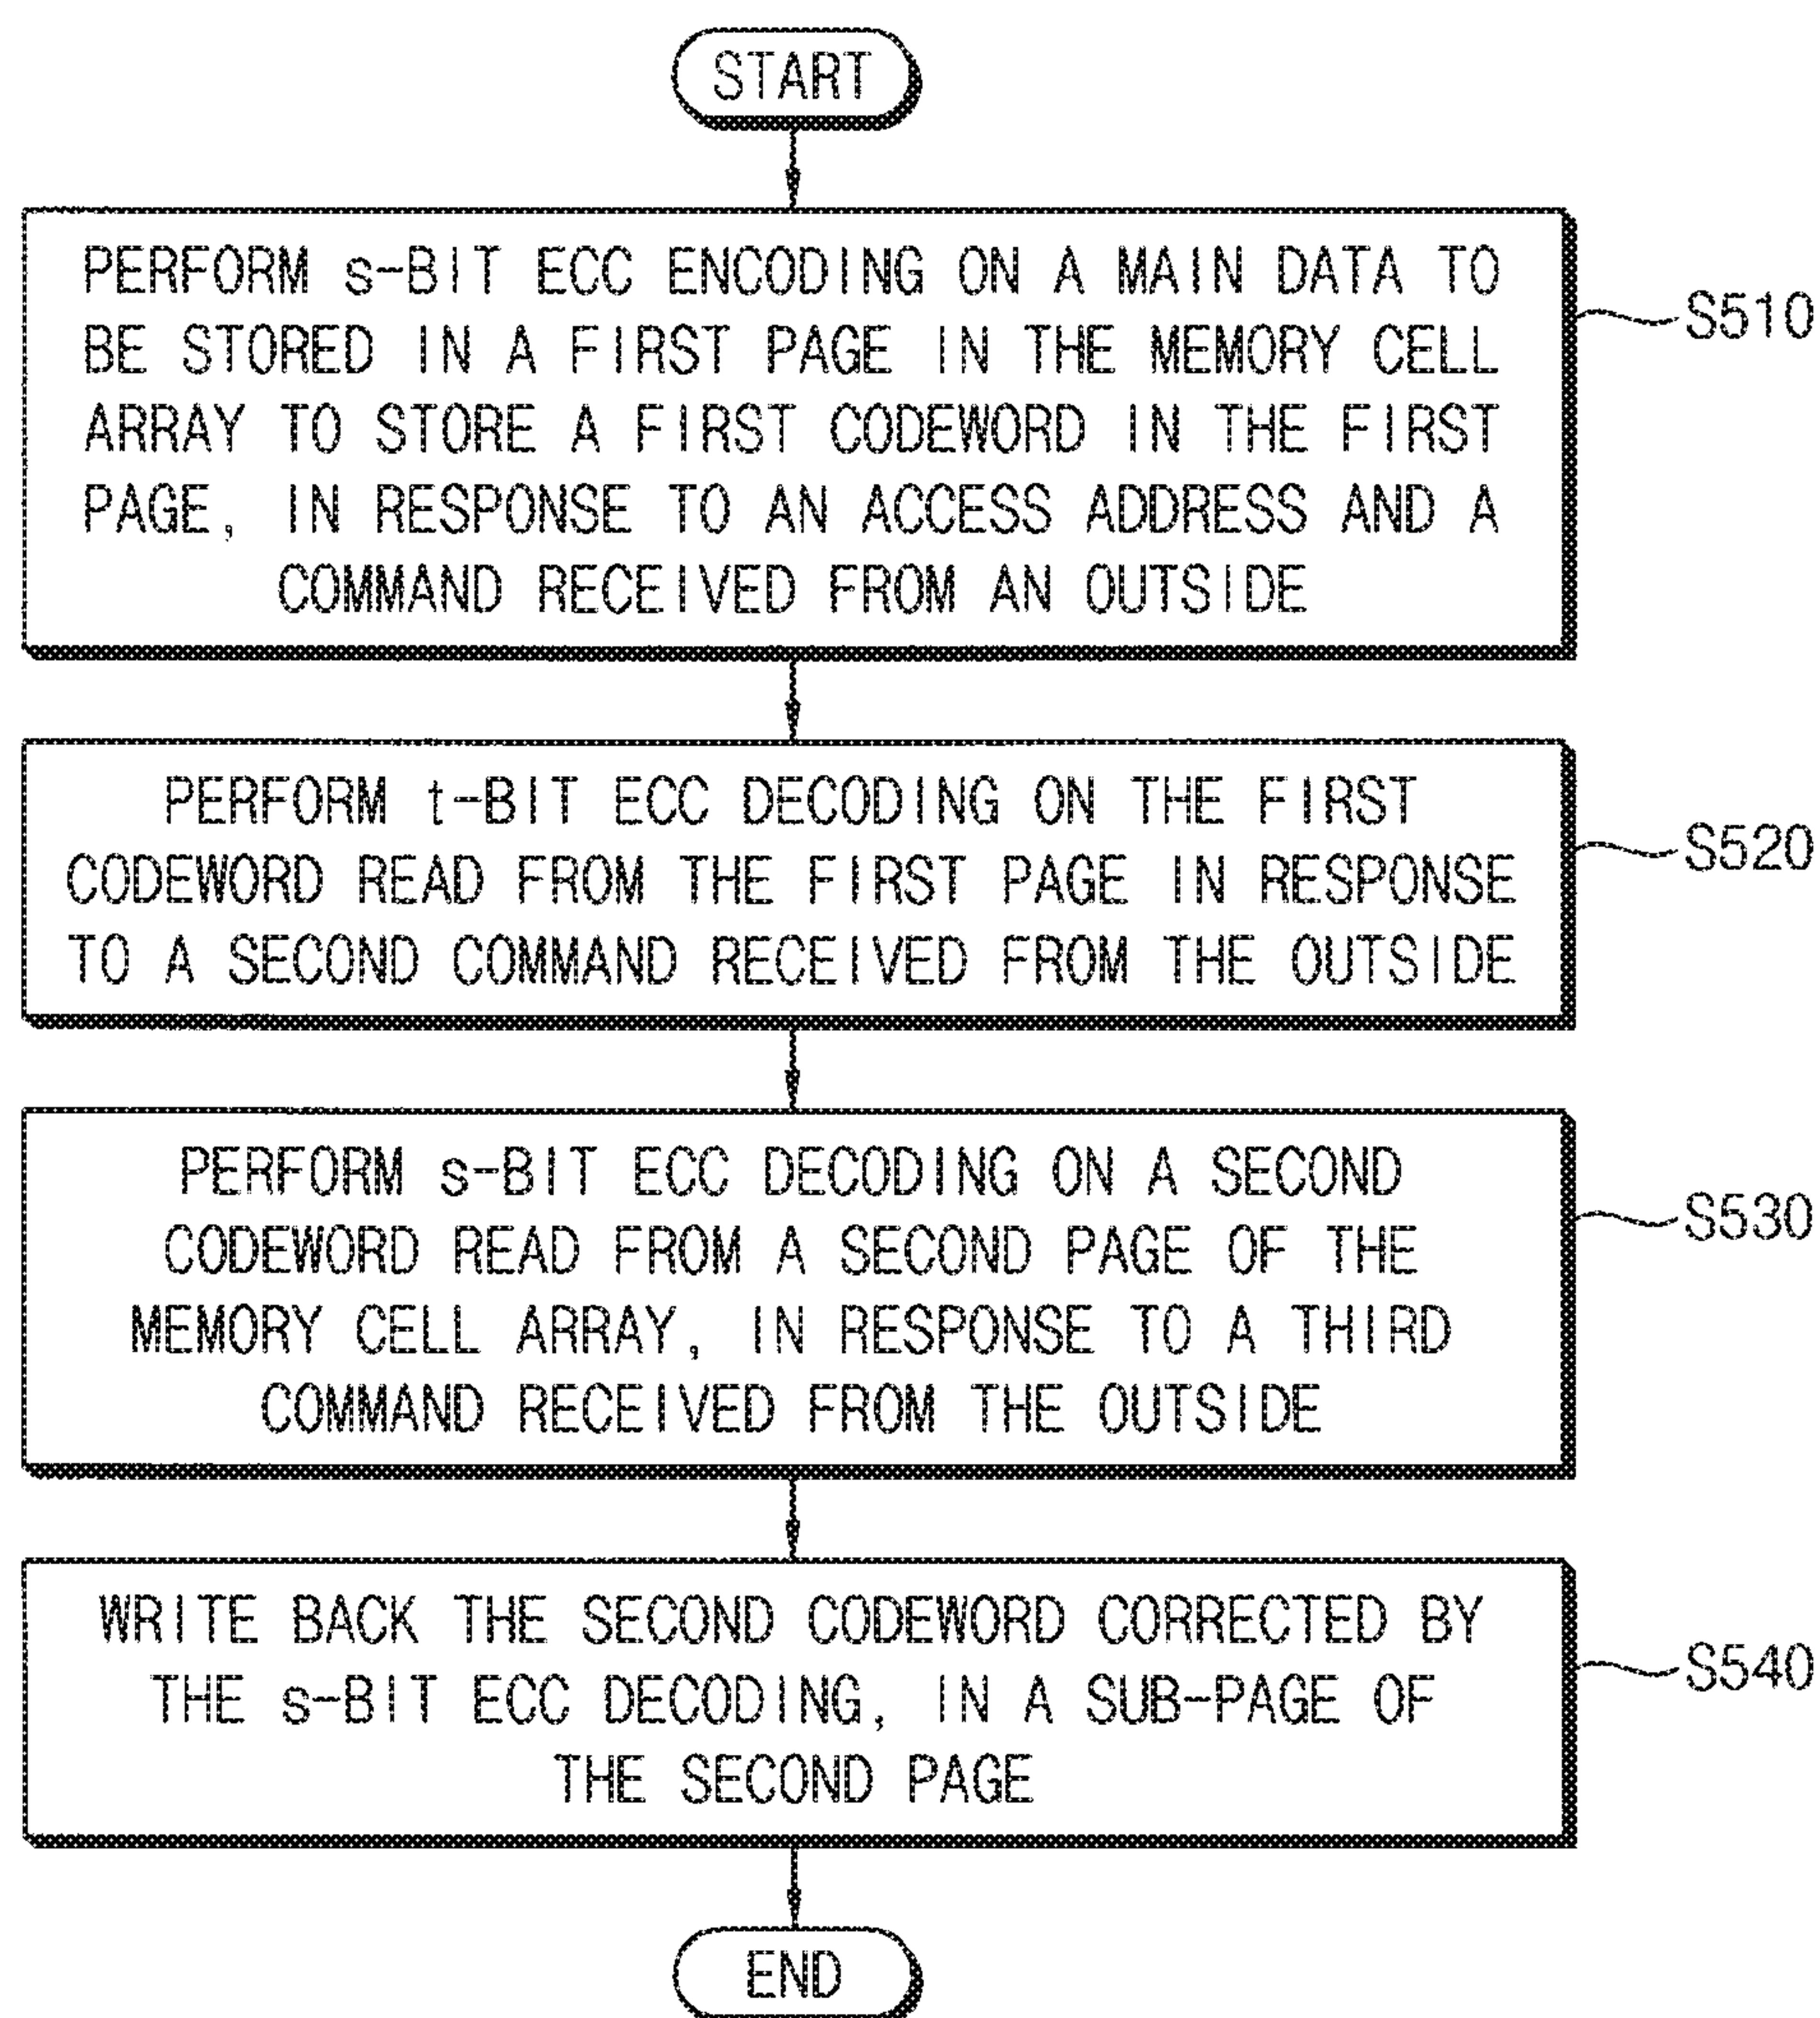 START
PERFORM s-BIT ECC ENCODING ON A MAIN DATA TO
BE STORED IN A FIRST PAGE IN THE MEMORY CELL
ARRAY TO STORE A FIRST CODEWORD IN THE FIRST
PAGE, IN RESPONSE TO AN ACCESS ADDRESS AND A
COMMAND RECEIVED FROM AN OUTSIDE
S510
PERFORM t-BIT ECC DECODING ON THE FIRST
CODEWORD READ FROM THE FIRST PAGE IN RESPONSE
TO A SECOND COMMAND RECEIVED FROM THE OUTSIDE
S520
PERFORM s-BIT ECC DECODING ON A SECOND
CODEWORD READ FROM A SECOND PAGE OF THE
MEMORY CELL ARRAY, IN RESPONSE TO A THIRD
COMMAND RECEIVED FROM THE OUTSIDE
S530
WRITE BACK THE SECOND CODEWORD CORRECTED BY
THE s-BIT ECC DECODING, IN A SUB-PAGE OF
THE SECOND PAGE
S540
END